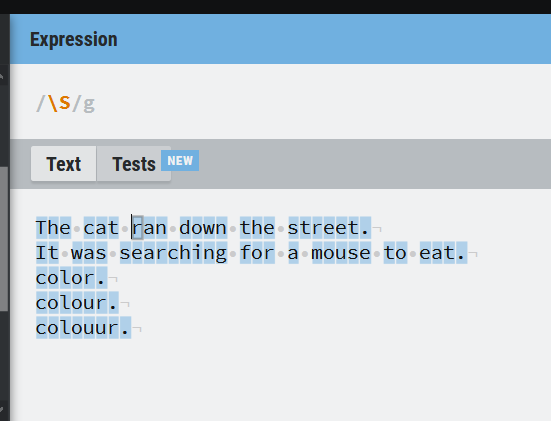 Expression
/\S/g
Text Tests NEW
The cat ran down the street.
It was searching for a mouse to eat.
color.
colour.
colouur.